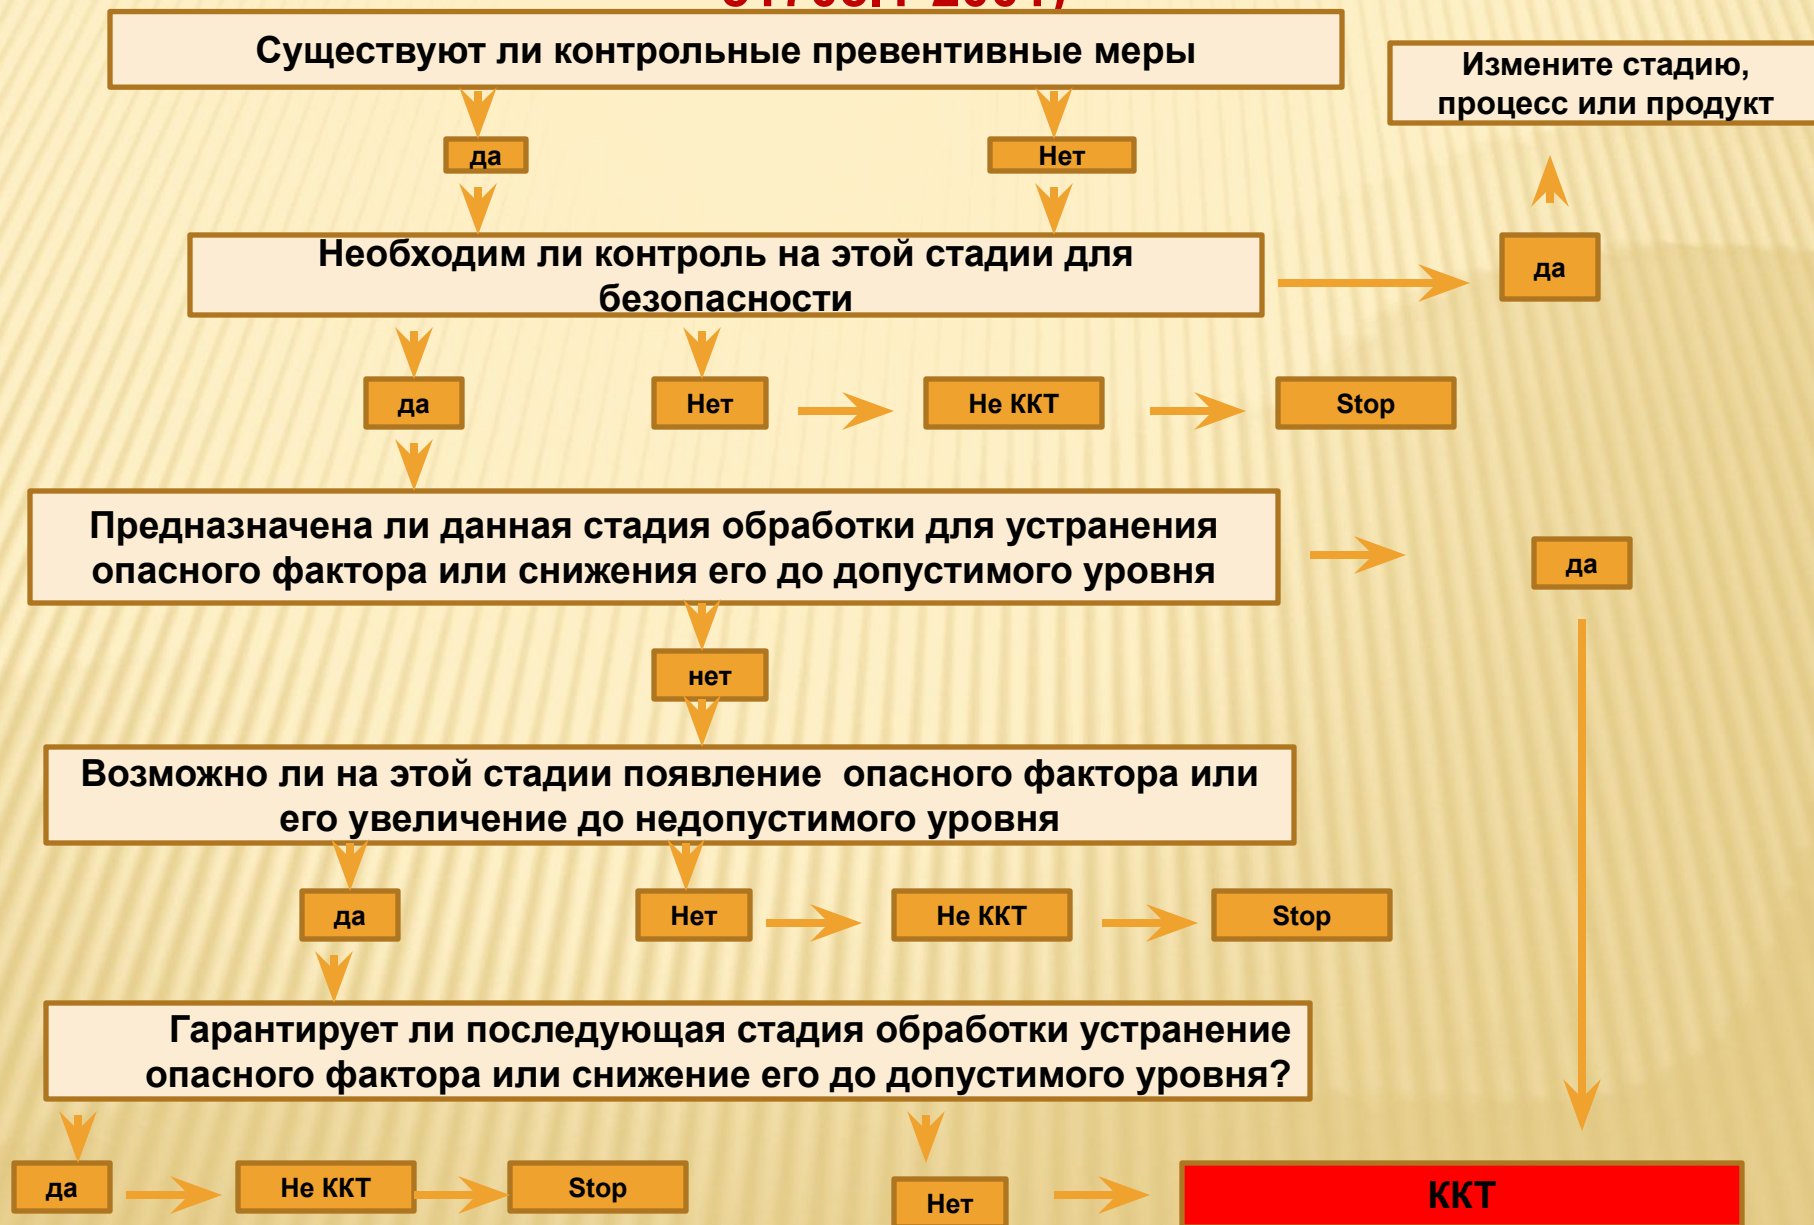 Существуют ли контрольные превентивные меры
Измените стадию,
процесс или продукт
да
Нет
Необходим ли контроль на этой стадии для
безопасности
да
да
Нет
Не ККТ
Stop
Предназначена ли данная стадия обработки для устранения
опасного фактора или снижения его до допустимого уровня
да
нет
Возможно ли на этой стадии появление опасного фактора или
его увеличение до недопустимого уровня
да
Нет
Не ККТ
Stop
Гарантирует ли последующая стадия обработки устранение
опасного фактора или снижение его до допустимого уровня?
да
Не ККТ
Stop
Нет
ККТ